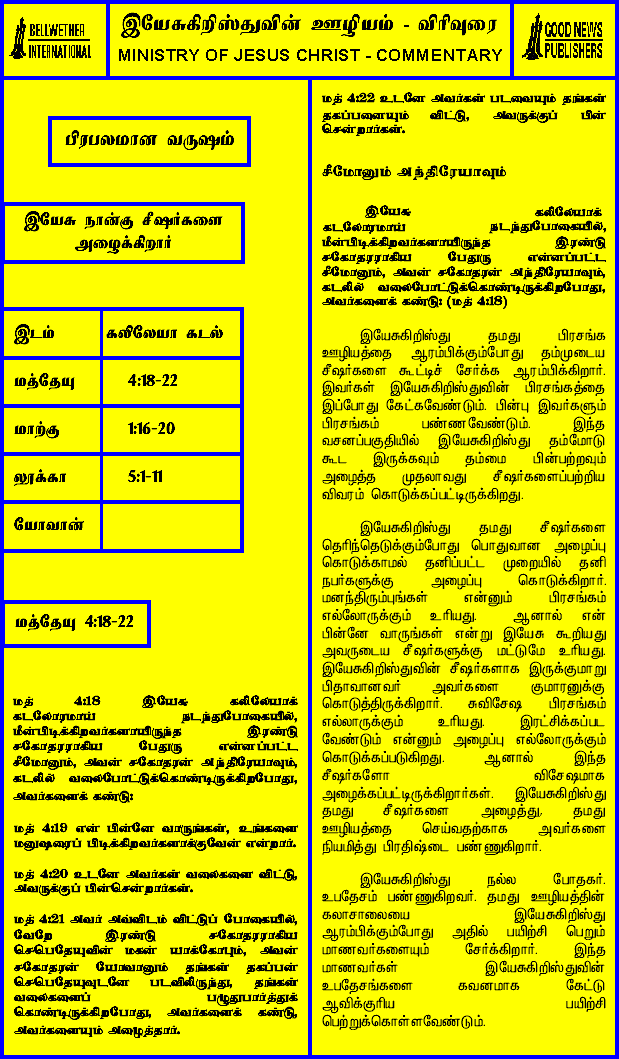 BELLWETHER
INTERNATIONAL
இயேசுகிறிஸ்துவின் ஊழியம் - விரிவுரை
MINISTRY OF JESUS CHRIST - COMMENTARY
GOOD NEWS
PUBLISHERS
பிரபலமான வருஷம்
இயேசு நான்கு சீஷர்களை
அழைக்கிறார்
இடம் கலிலேயா கடல்
மத்தேயு 4:18-22
மாற்கு 1:16-20
லூக்கா 5:1-11
யோவான்
மத்தேயு 4:18-22
மத் 4:18 இயேசு கலிலேயாக்
கடலோரமாய் நடந்துபோகையில்,
மீன்பிடிக்கிறவர்களாயிருந்த இரண்டு
சகோதரராகிய பேதுரு என்னப்பட்ட
சீமோனும், அவன் சகோதரன் அந்திரேயாவும்,
கடலில் வலைபோட்டுக்கொண்டிருக்கிறபோது,
அவர்களைக் கண்டு:
மத் 4:19 என் பின்னே வாருங்கள், உங்களை
மனுஷரைப் பிடிக்கிறவர்களாக்குவேன் என்றார்.
மத் 4:20 உடனே அவர்கள் வலைகளை விட்டு,
அவருக்குப் பின்சென்றார்கள்.
மத் 4:21 அவர் அவ்விடம் விட்டுப் போகையில்,
வேறே இரண்டு சகோதரராகிய
செபெதேயுவின் மகன் யாக்கோபும், அவன்
சகோதரன் யோவானும் தங்கள் தகப்பன்
செபெதேயுவுடனே படவிலிருந்து, தங்கள்
வலைகளைப் பழுதுபார்த்துக்
கொண்டிருக்கிறபோது, அவர்களைக் கண்டு,
அவர்களையும் அழைத்தார்.
மத் 4:22 உடனே அவர்கள் படவையும் தங்கள்
தகப்பனையும் விட்டு, அவருக்குப் பின்
சென்றார்கள்.
சீமோனும் அந்திரேயாவும்
இயேசு கலிலேயாக்
கடலோரமாய் நடந்துபோகையில்,
மீன்பிடிக்கிறவர்களாயிருந்த இரண்டு
சகோதரராகிய பேதுரு என்னப்பட்ட
சீமோனும், அவன் சகோதரன் அந்திரேயாவும்,
கடலில் வலைபோட்டுக்கொண்டிருக்கிறபோது,
அவர்களைக் கண்டு: (மத் 4:18)
இயேசுகிறிஸ்து தமது பிரசங்க
ஊழியத்தை ஆரம்பிக்கும்போது தம்முடைய
சீஷர்களை கூட்டிச் சேர்க்க ஆரம்பிக்கிறார்.
இவர்கள் இயேசுகிறிஸ்துவின் பிரசங்கத்தை
இப்போது கேட்கவேண்டும். பின்பு இவர்களும்
பிரசங்கம் பண்ணவேண்டும். இந்த
வசனப்பகுதியில் இயேசுகிறிஸ்து தம்மோடு
கூட இருக்கவும் தம்மை பின்பற்றவும்
அழைத்த முதலாவது சீஷர்களைப்பற்றிய
விவரம் கொடுக்கப்பட்டிருக்கிறது.
இயேசுகிறிஸ்து தமது சீஷர்களை
தெரிந்தெடுக்கும்போது பொதுவான அழைப்பு
கொடுக்காமல் தனிப்பட்ட முறையில் தனி
நபர்களுக்கு அழைப்பு கொடுக்கிறார்.
மனந்திரும்புங்கள் என்னும் பிரசங்கம்
எல்லோருக்கும் உரியது. ஆனால் என்
பின்னே வாருங்கள் என்று இயேசு கூறியது
அவருடைய சீஷர்களுக்கு மட்டுமே உரியது.
இயேசுகிறிஸ்துவின் சீஷர்களாக இருக்குமாறு
பிதாவானவர் அவர்களை குமாரனுக்கு
கொடுத்திருக்கிறார். சுவிசேஷ பிரசங்கம்
எல்லாருக்கும் உரியது. இரட்சிக்கப்பட
வேண்டும் என்னும் அழைப்பு எல்லோருக்கும்
கொடுக்கப்படுகிறது. ஆனால் இந்த
சீஷர்களோ விசேஷமாக
அழைக்கப்பட்டிருக்கிறார்கள். இயேசுகிறிஸ்து
தமது சீஷர்களை அழைத்து, தமது
ஊழியத்தை செய்வதற்காக அவர்களை
நியமித்து பிரதிஷ்டை பண்ணுகிறார்.
இயேசுகிறிஸ்து நல்ல போதகர்.
உபதேசம் பண்ணுகிறவர். தமது ஊழியத்தின்
கலாசாலையை இயேசுகிறிஸ்து
ஆரம்பிக்கும்போது அதில் பயிற்சி பெறும்
மாணவர்களையும் சேர்க்கிறார். இந்த
மாணவர்கள் இயேசுகிறிஸ்துவின்
உபதேசங்களை கவனமாக கேட்டு
ஆவிக்குரிய பயிற்சி
பெற்றுக்கொள்ளவேண்டும்.